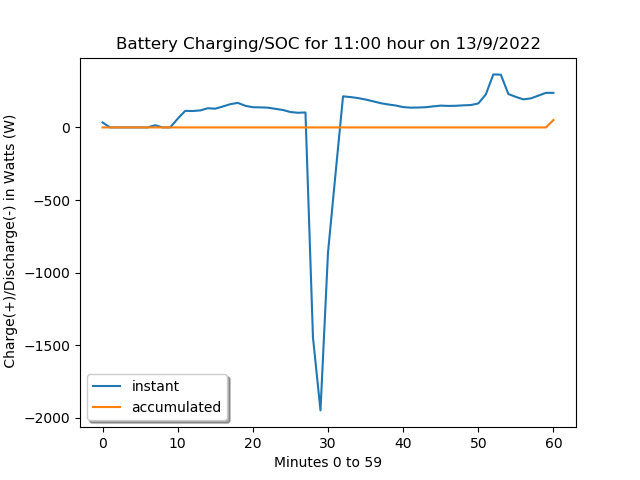 Battery Charging/SOC for 11:00 hour on 13/9/2022
Charge(+)/Discharge(-) in Watts (W)
0
−500
−1000
−1500
−2000
instant
accumulated
0 10 20 30 40 50 60
Minutes 0 to 59